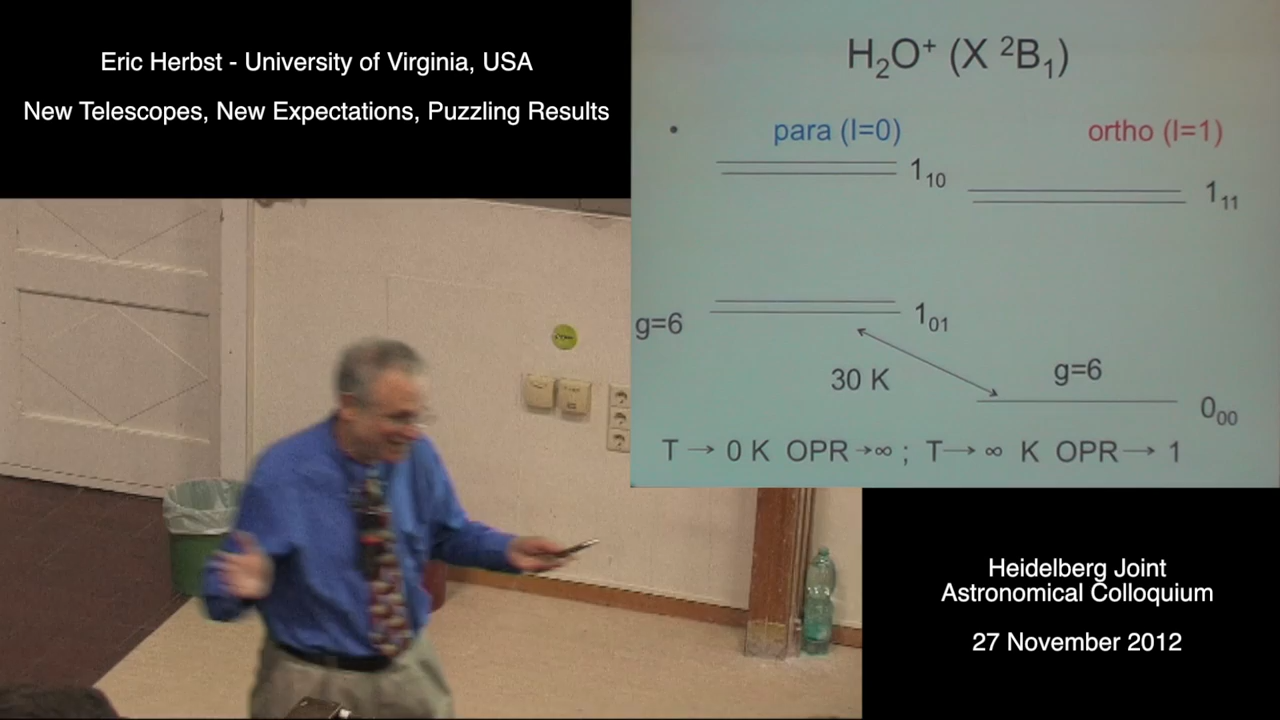 Eric Herbst - University of Virginia, USA
New Telescopes, New Expectations, Puzzling Results
H₂O⁺ (X ²B₁)
• para (I=0) ortho (I=1)
1₁₀
1₁₁
g=6
1₀₁
30 K
g=6
0₀₀
T → 0 K OPR →∞ ; T→ ∞ K OPR → 1
Heidelberg Joint
Astronomical Colloquium
27 November 2012